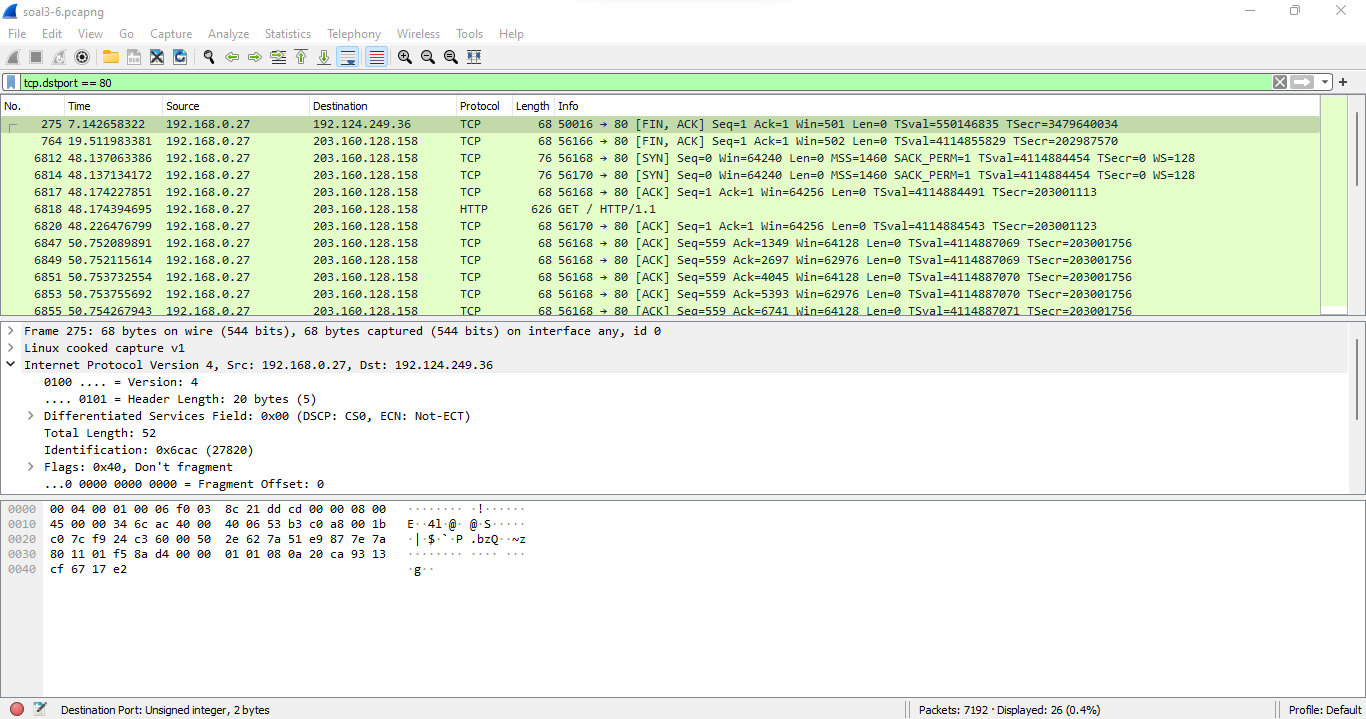 soal3-6.pcapng
File Edit View Go Capture Analyze Statistics Telephony Wireless Tools Help
tcp.dstport == 80
No. Time Source Destination Protocol Length Info
275 7.142658322 192.168.0.27 192.124.249.36 TCP 68 50016 → 80 [FIN, ACK] Seq=1 Ack=1 Win=501 Len=0 TSval=550146835 TSecr=3479640034
764 19.511983381 192.168.0.27 203.160.128.158 TCP 68 56166 → 80 [FIN, ACK] Seq=1 Ack=1 Win=502 Len=0 TSval=4114855829 TSecr=202987570
6812 48.137063386 192.168.0.27 203.160.128.158 TCP 76 56168 → 80 [SYN] Seq=0 Win=64240 Len=0 MSS=1460 SACK_PERM=1 TSval=4114884454 TSecr=0 WS=128
6814 48.137134172 192.168.0.27 203.160.128.158 TCP 76 56170 → 80 [SYN] Seq=0 Win=64240 Len=0 MSS=1460 SACK_PERM=1 TSval=4114884454 TSecr=0 WS=128
6817 48.174227851 192.168.0.27 203.160.128.158 TCP 68 56168 → 80 [ACK] Seq=1 Ack=1 Win=64256 Len=0 TSval=4114884491 TSecr=203001113
6818 48.174394695 192.168.0.27 203.160.128.158 HTTP 626 GET / HTTP/1.1
6820 48.226476799 192.168.0.27 203.160.128.158 TCP 68 56170 → 80 [ACK] Seq=1 Ack=1 Win=64256 Len=0 TSval=4114884543 TSecr=203001123
6847 50.752089891 192.168.0.27 203.160.128.158 TCP 68 56168 → 80 [ACK] Seq=559 Ack=1349 Win=64128 Len=0 TSval=4114887069 TSecr=203001756
6849 50.752115614 192.168.0.27 203.160.128.158 TCP 68 56168 → 80 [ACK] Seq=559 Ack=2697 Win=62976 Len=0 TSval=4114887069 TSecr=203001756
6851 50.753732554 192.168.0.27 203.160.128.158 TCP 68 56168 → 80 [ACK] Seq=559 Ack=4045 Win=64128 Len=0 TSval=4114887070 TSecr=203001756
6853 50.753755692 192.168.0.27 203.160.128.158 TCP 68 56168 → 80 [ACK] Seq=559 Ack=5393 Win=62976 Len=0 TSval=4114887070 TSecr=203001756
6855 50.754267943 192.168.0.27 203.160.128.158 TCP 68 56168 → 80 [ACK] Seq=559 Ack=6741 Win=64128 Len=0 TSval=4114887071 TSecr=203001756
Frame 275: 68 bytes on wire (544 bits), 68 bytes captured (544 bits) on interface any, id 0
Linux cooked capture v1
Internet Protocol Version 4, Src: 192.168.0.27, Dst: 192.124.249.36
0100 .... = Version: 4
.... 0101 = Header Length: 20 bytes (5)
Differentiated Services Field: 0x00 (DSCP: CS0, ECN: Not-ECT)
Total Length: 52
Identification: 0x6cac (27820)
Flags: 0x40, Don't fragment
...0 0000 0000 0000 = Fragment Offset: 0
0000 00 04 00 01 00 06 f0 03 8c 21 dd cd 00 00 08 00 ········ ·!······
0010 45 00 00 34 6c ac 40 00 40 06 53 b3 c0 a8 00 1b E··4l·@· @·S·····
0020 c0 7c f9 24 c3 60 00 50 2e 62 7a 51 e9 87 7e 7a ·|·$·`·P .bzQ··~z
0030 80 11 01 f5 8a d4 00 00 01 01 08 0a 20 ca 93 13 ········ ···· ···
0040 cf 67 17 e2 ·g··
Destination Port: Unsigned integer, 2 bytes
Packets: 7192 · Displayed: 26 (0.4%)
Profile: Default